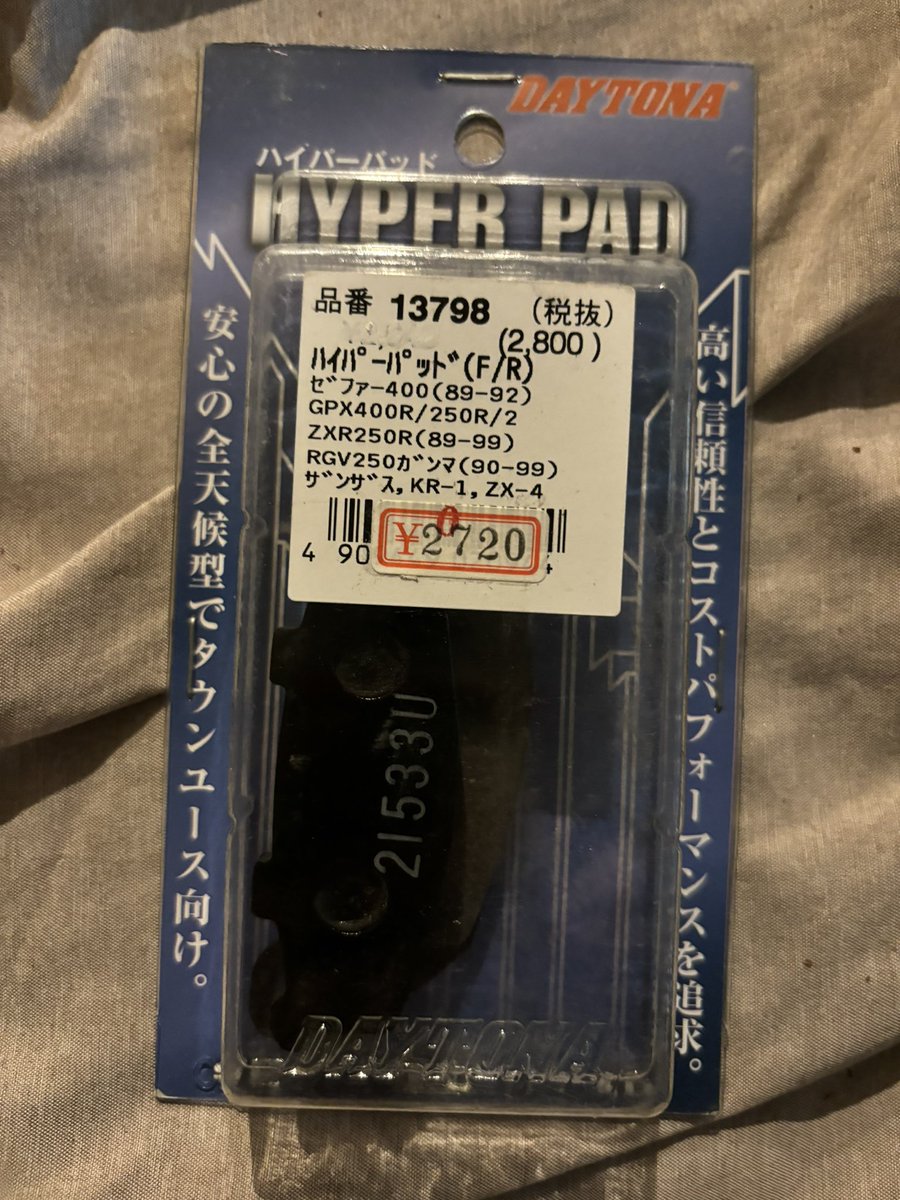 DAYTONA
ハイパーパッド
HYPER PAD
品番 13798 (税抜)
(2,800)
ﾊｲﾊﾟｰﾊﾟｯﾄﾞ(F/R)
ｾﾞﾌｧｰ400(89-92)
GPX400R/250R/2
ZXR250R(89-99)
RGV250ｶﾞﾝﾏ(90-99)
ｻﾞﾝｻﾞｽ,KR-1,ZX-4
¥2720
4 90
4
安心の全天候型でタウンユース向け。
高い信頼性とコストパフォーマンスを追求。
21533U
DAYTONA